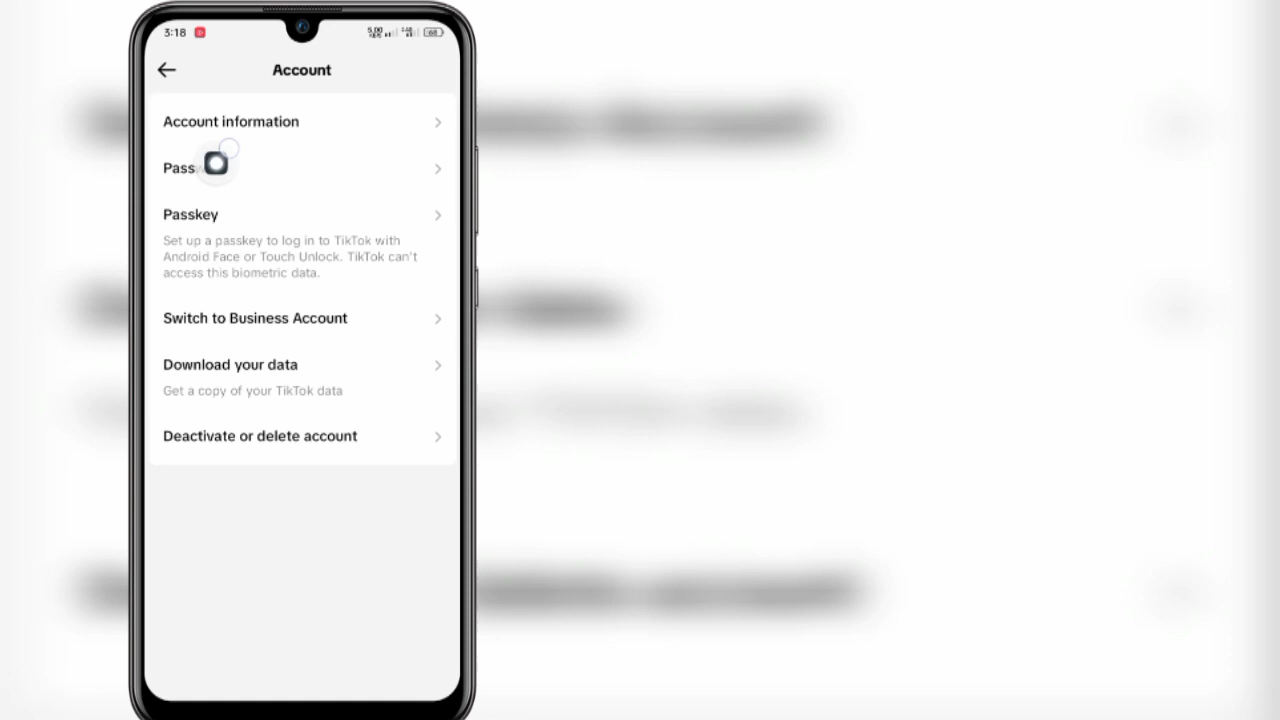 3:18
Account
Account information
Pass
Passkey
Set up a passkey to log in to TikTok with
Android Face or Touch Unlock. TikTok can't
access this biometric data.
Switch to Business Account
Download your data
Get a copy of your TikTok data
Deactivate or delete account